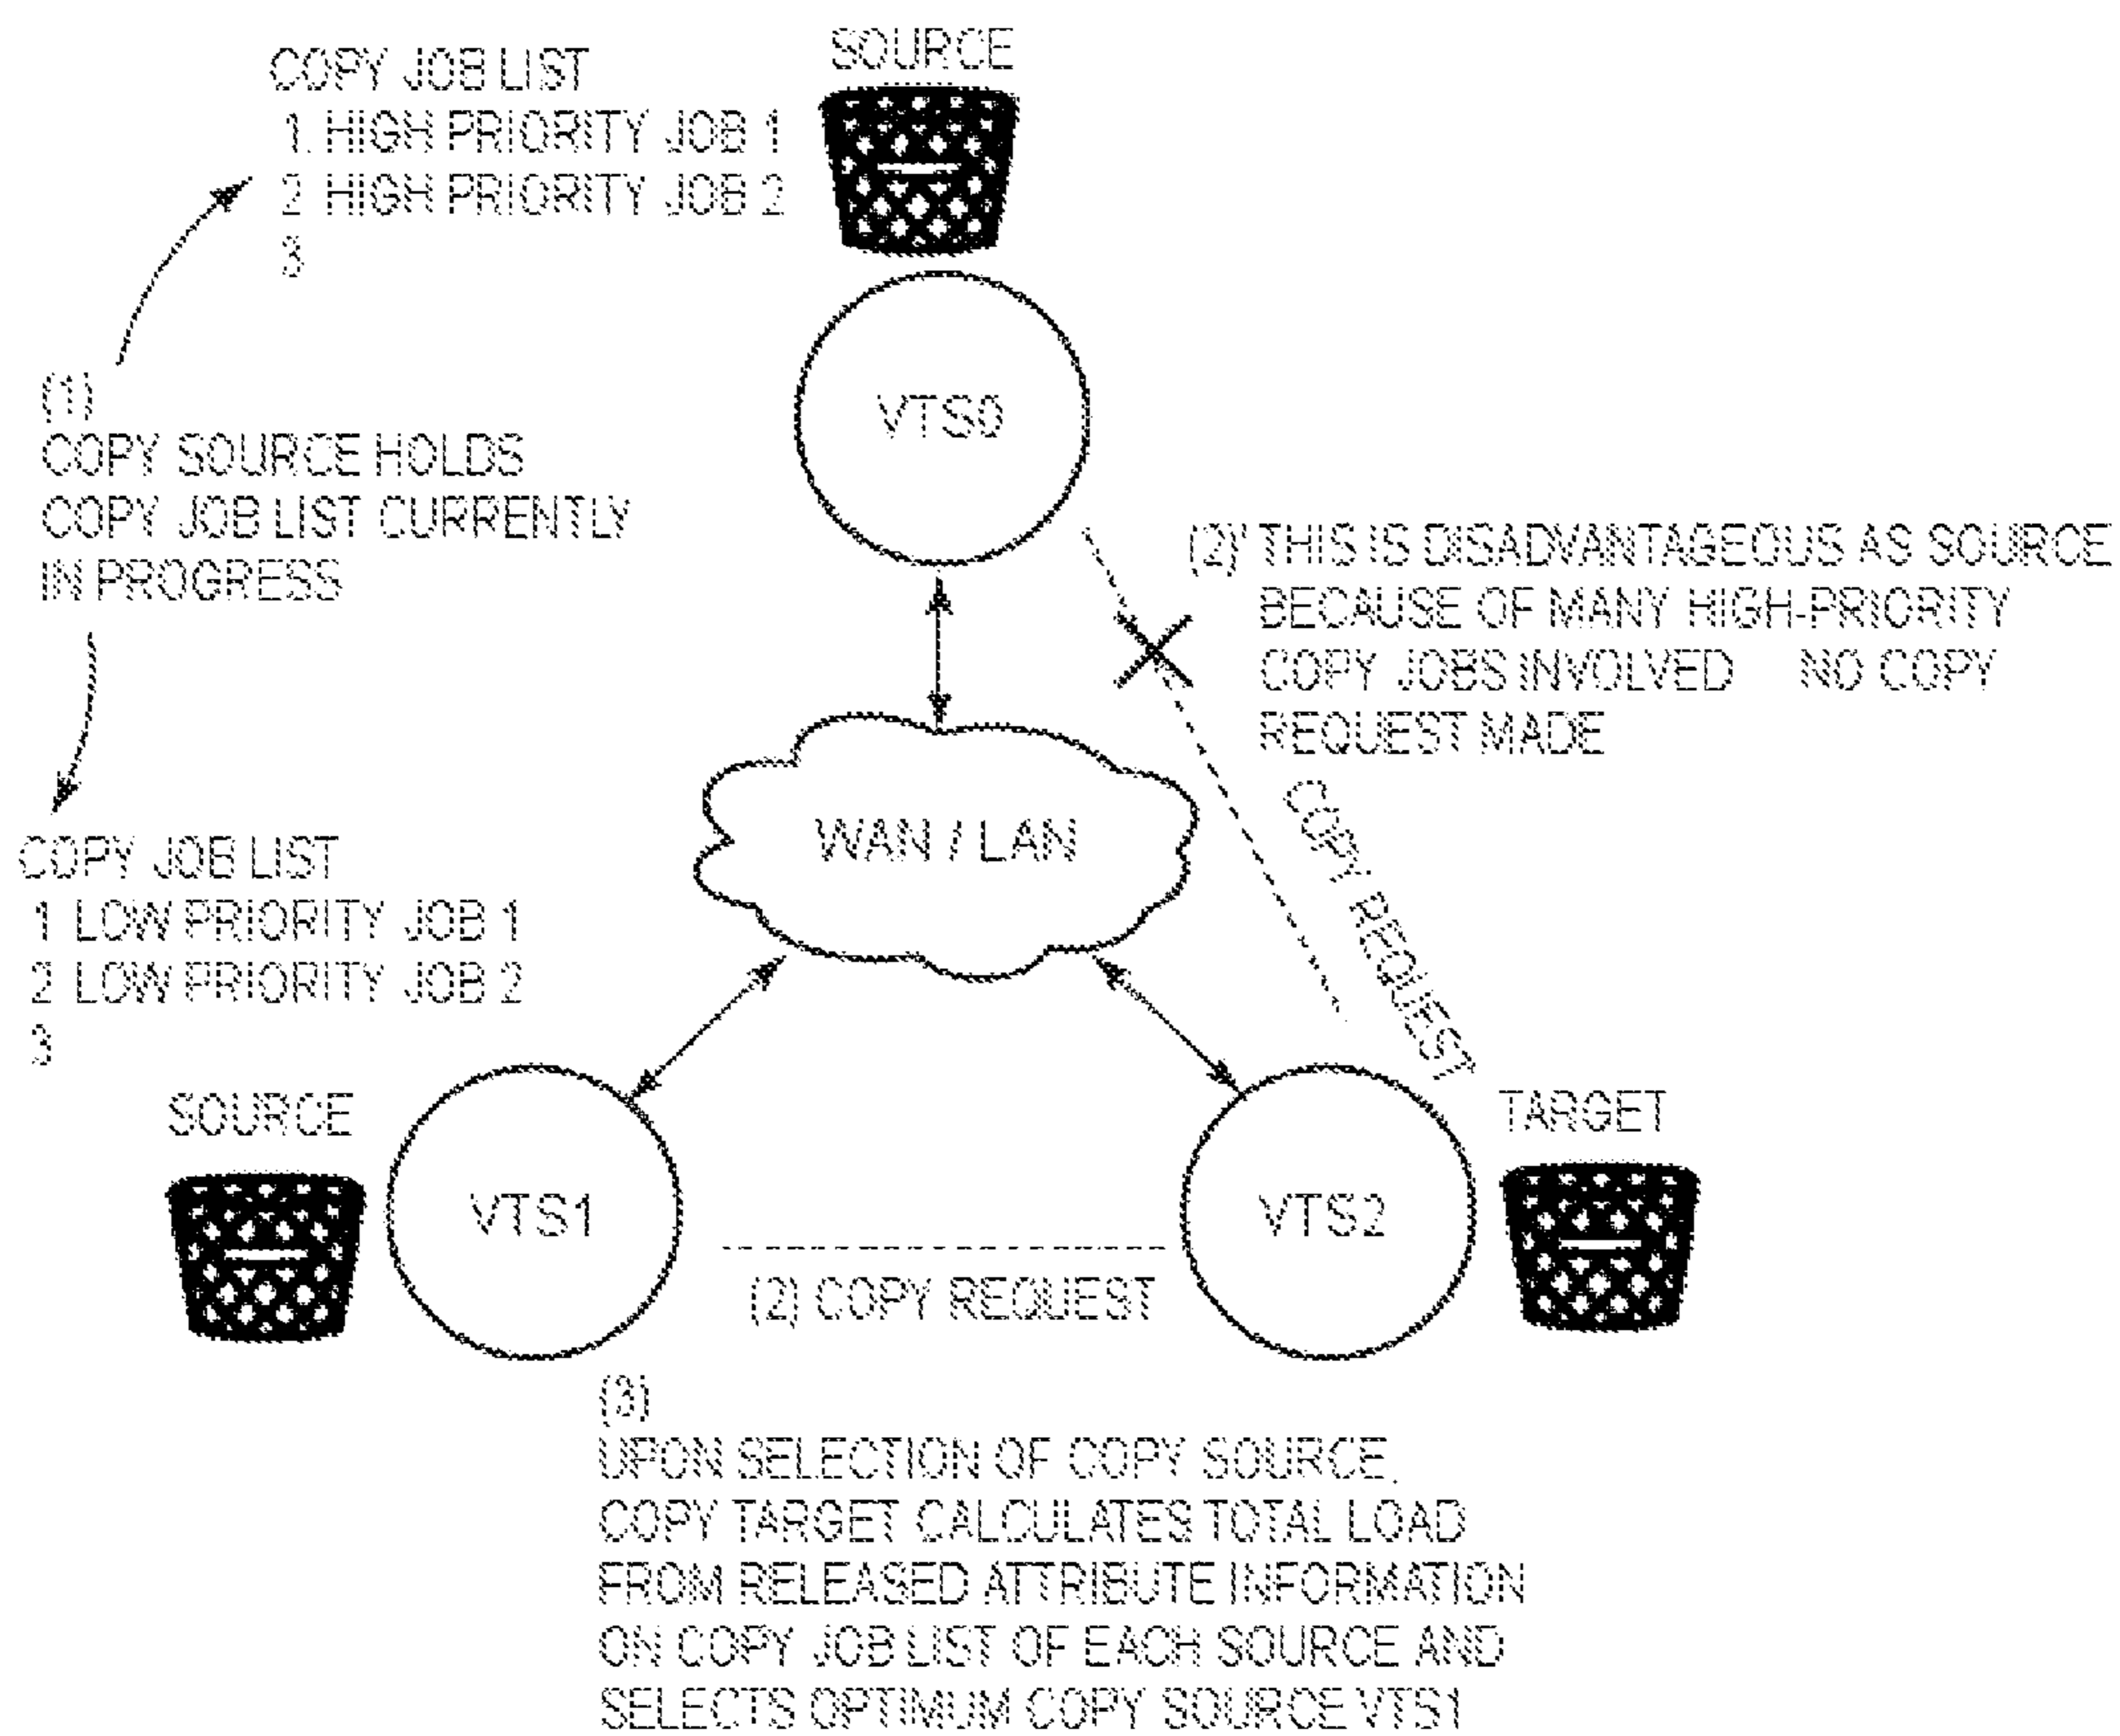 SOURCE
COPY JOB LIST
1. HIGH PRIORITY JOB 1
2 HIGH PRIORITY JOB 2
3
VTS0
(1)
COPY SOURCE HOLDS
COPY JOB LIST CURRENTLY
IN PROGRESS
(2)' THIS IS DISADVANTAGEOUS AS SOURCE
BECAUSE OF MANY HIGH-PRIORITY
COPY JOBS INVOLVED NO COPY
REQUEST MADE
COPY REQUEST
WAN / LAN
COPY JOB LIST
1 LOW PRIORITY JOB 1
2 LOW PRIORITY JOB 2
3
SOURCE
VTS1
VTS2
TARGET
(2) COPY REQUEST
(3)
UPON SELECTION OF COPY SOURCE,
COPY TARGET CALCULATES TOTAL LOAD
FROM RELEASED ATTRIBUTE INFORMATION
ON COPY JOB LIST OF EACH SOURCE AND
SELECTS OPTIMUM COPY SOURCE VTS1